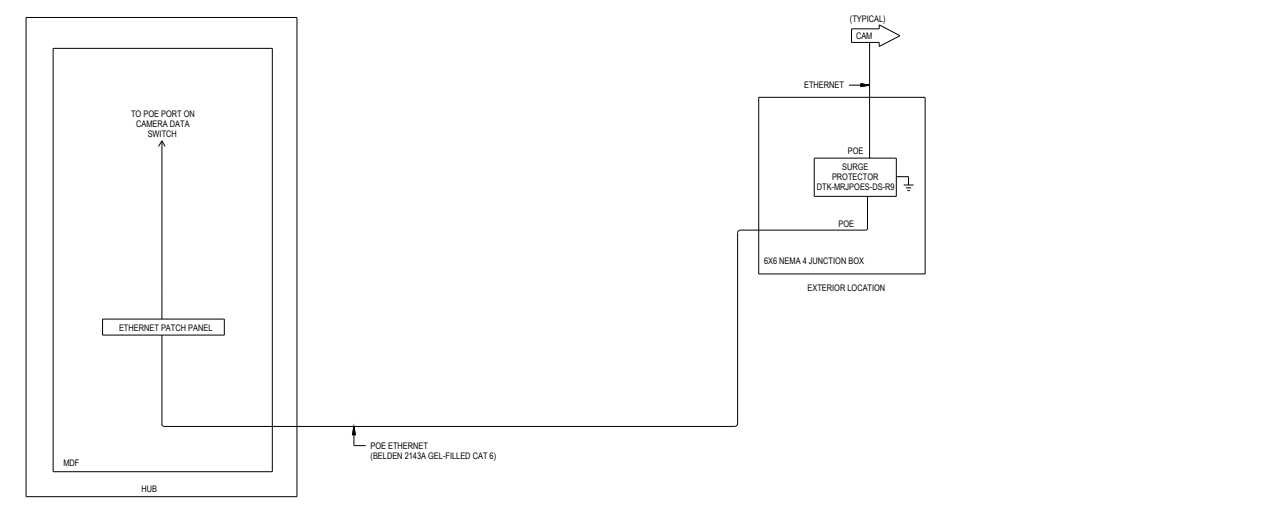 (TYPICAL)
CAM
ETHERNET
TO POE PORT ON
CAMERA DATA
SWITCH
POE
SURGE
PROTECTOR
DTK-MRJPOES-DS-R9
POE
6X6 NEMA 4 JUNCTION BOX
EXTERIOR LOCATION
ETHERNET PATCH PANEL
POE ETHERNET
(BELDEN 2143A GEL-FILLED CAT 6)
MDF
HUB